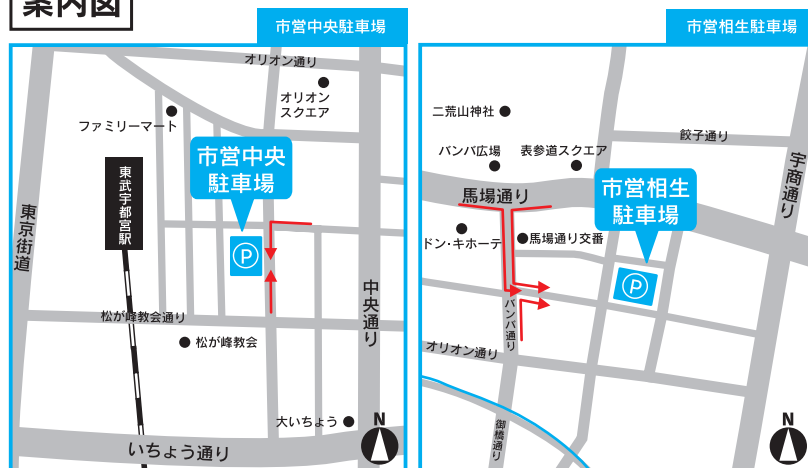 案内図
市営中央駐車場
オリオン通り
オリオン
スクエア
ファミリーマート
市営中央
駐車場
東武宇都宮駅
東京街道
P
中央通り
松が峰教会通り
松が峰教会
大いちょう
いちょう通り
N
市営相生駐車場
二荒山神社
餃子通り
宇商通り
バンバ広場
表参道スクエア
馬場通り
市営相生
駐車場
ドン・キホーテ
馬場通り交番
P
バンバ通り
オリオン通り
御橋通り
N